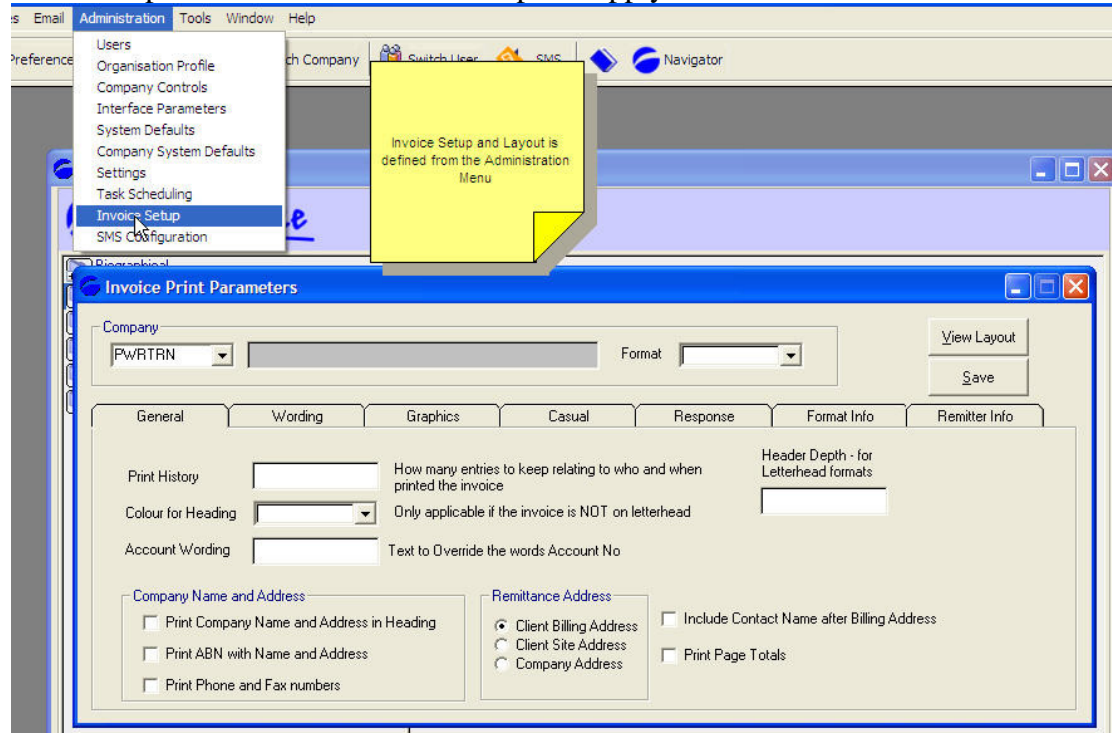 Email Administration Tools Window Help
Users
Organisation Profile
Company Controls
Interface Parameters
System Defaults
Company System Defaults
Settings
Task Scheduling
Invoice Setup
SMS Configuration
Company Switch User SMS Navigator
Invoice Setup and Layout is
defined from the Administration
Menu
Biographical
Invoice Print Parameters
Company
PWRTRN Format
View Layout
Save
General Wording Graphics Casual Response Format Info Remitter Info
Print History
How many entries to keep relating to who and when
printed the invoice
Header Depth - for
Letterhead formats
Colour for Heading Only applicable if the invoice is NOT on letterhead
Account Wording Text to Override the words Account No
Company Name and Address
Print Company Name and Address in Heading
Print ABN with Name and Address
Print Phone and Fax numbers
Remittance Address
Client Billing Address
Client Site Address
Company Address
Include Contact Name after Billing Address
Print Page Totals